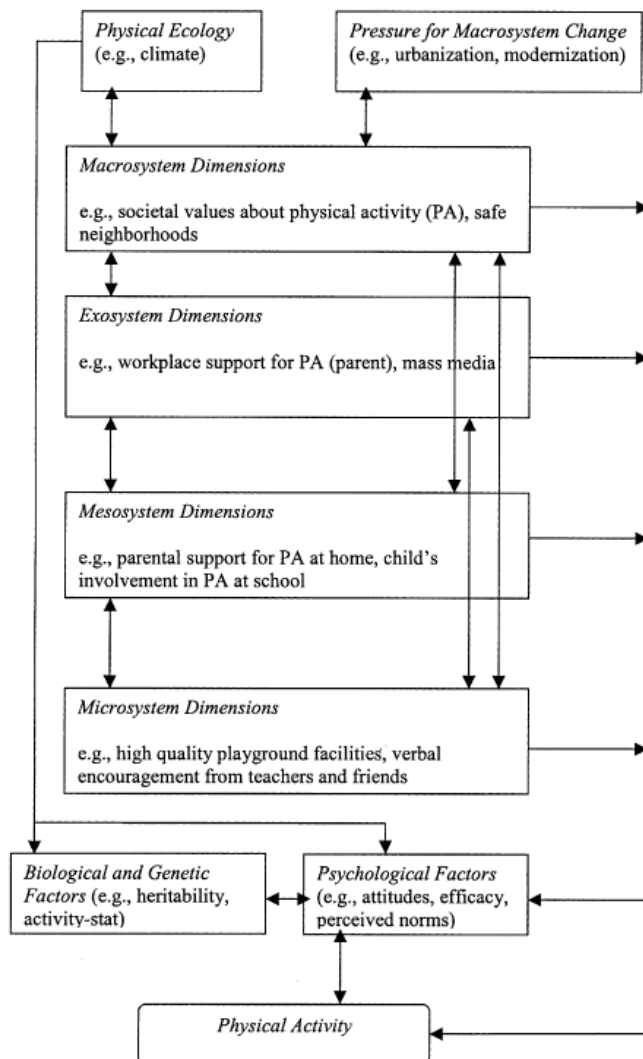 Physical Ecology
(e.g., climate)
Pressure for Macrosystem Change
(e.g., urbanization, modernization)
Macrosystem Dimensions
e.g., societal values about physical activity (PA), safe
neighborhoods
Exosystem Dimensions
e.g., workplace support for PA (parent), mass media
Mesosystem Dimensions
e.g., parental support for PA at home, child's
involvement in PA at school
Microsystem Dimensions
e.g., high quality playground facilities, verbal
encouragement from teachers and friends
Biological and Genetic
Factors (e.g., heritability,
activity-stat)
Psychological Factors
(e.g., attitudes, efficacy,
perceived norms)
Physical Activity